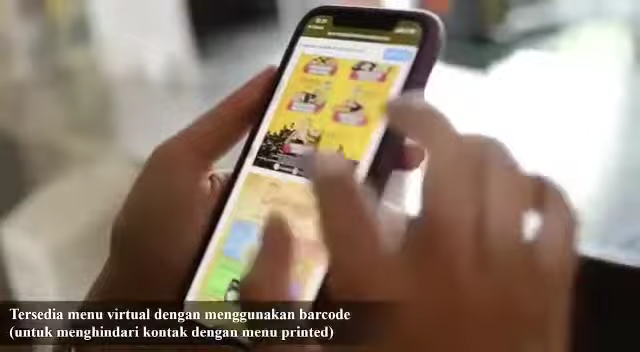 Tersedia menu virtual dengan menggunakan barcode
(untuk menghindari kontak dengan menu printed)